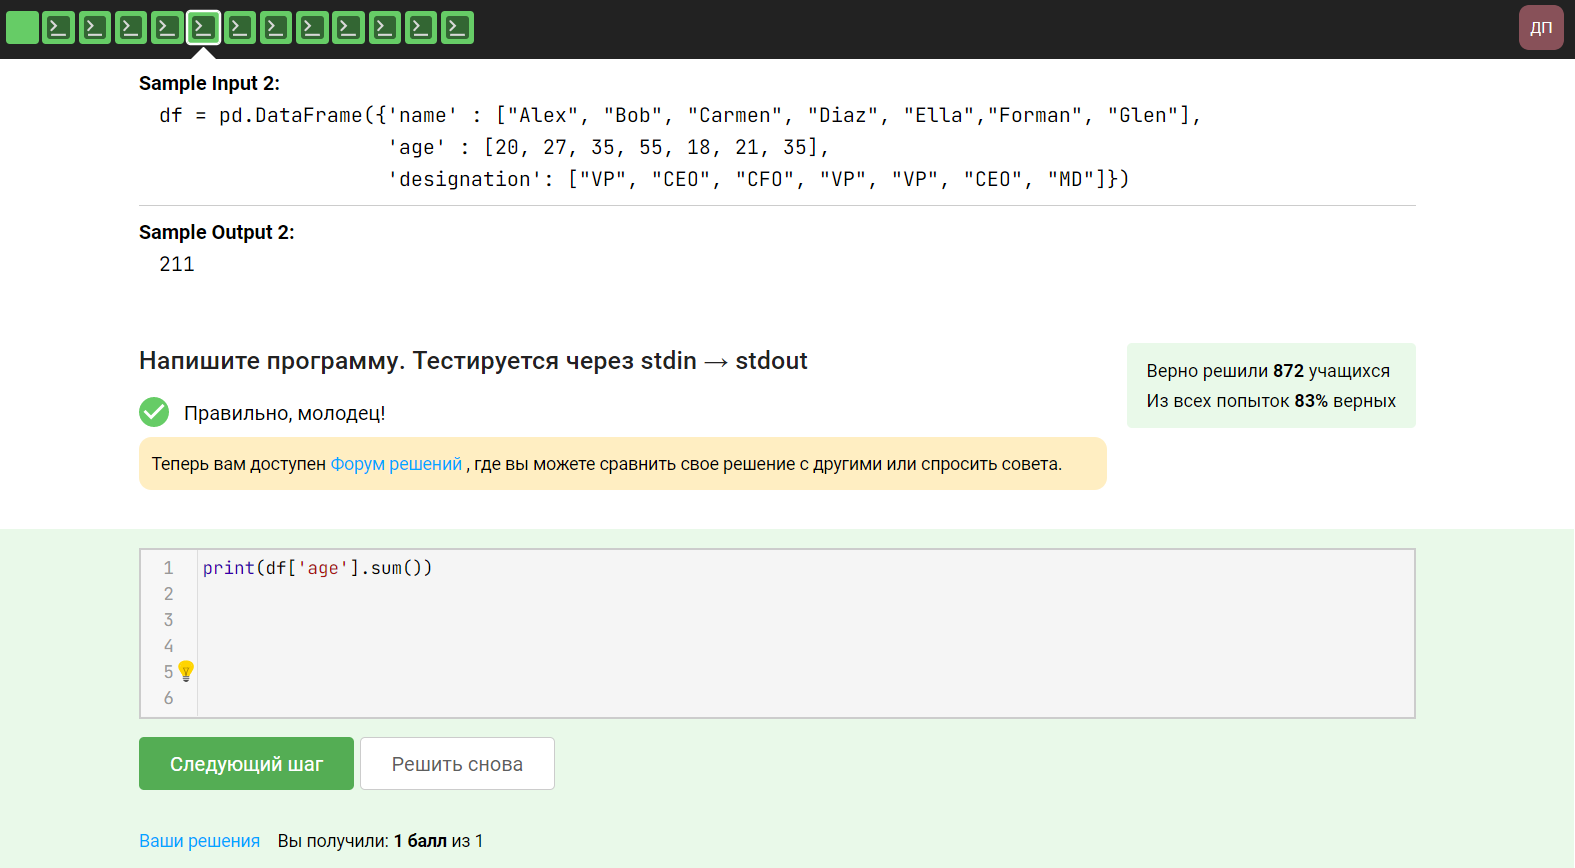 ДП
Sample Input 2:
df = pd.DataFrame({'name' : ["Alex", "Bob", "Carmen", "Diaz", "Ella","Forman", "Glen"],
'age' : [20, 27, 35, 55, 18, 21, 35],
'designation': ["VP", "CEO", "CFO", "VP", "VP", "CEO", "MD"]})
Sample Output 2:
211
Напишите программу. Тестируется через stdin → stdout
Верно решили 872 учащихся
Из всех попыток 83% верных
Правильно, молодец!
Теперь вам доступен Форум решений , где вы можете сравнить свое решение с другими или спросить совета.
1 print(df['age'].sum())
2
3
4
5
6
Следующий шаг Решить снова
Ваши решения Вы получили: 1 балл из 1